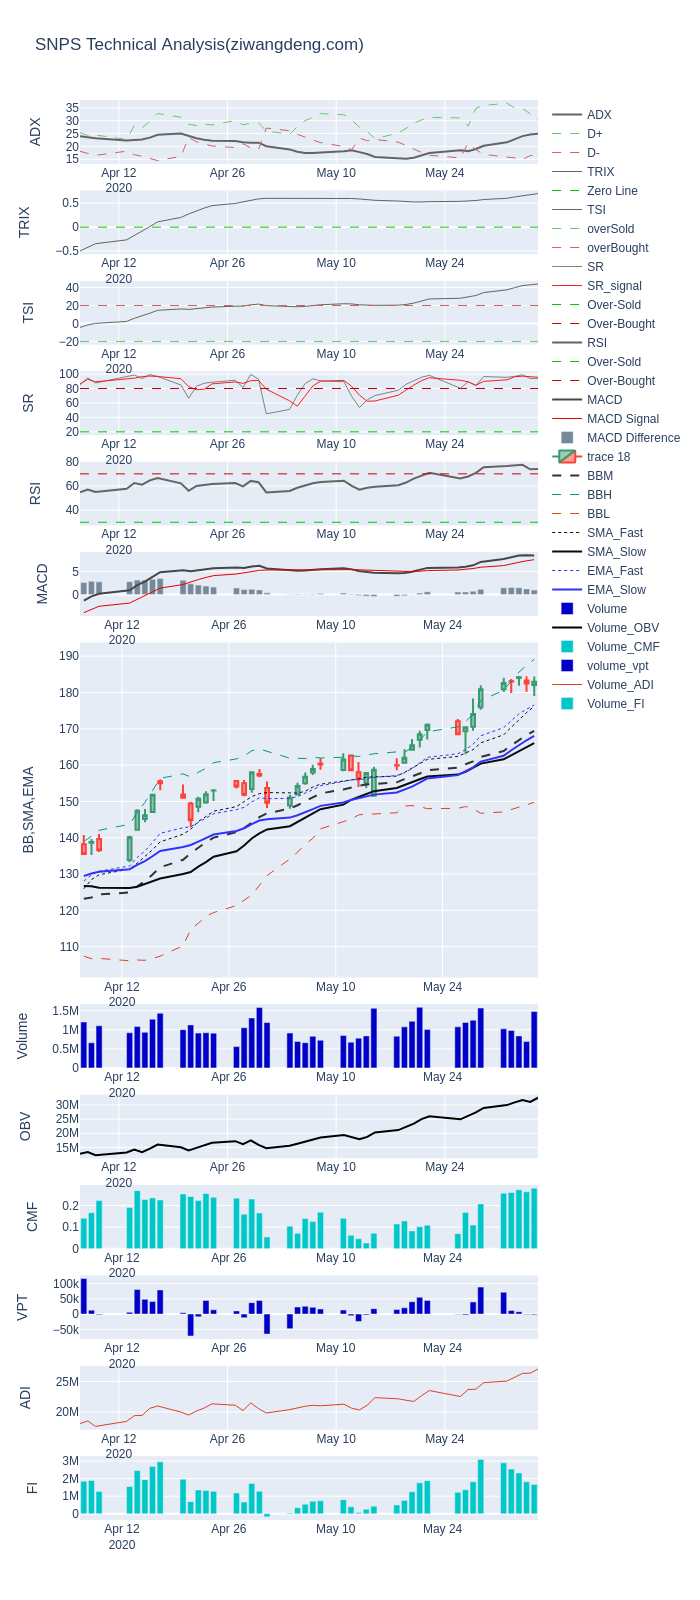 SNPS Technical Analysis(ziwangdeng.com)
ADX
35
30
25
20
15
Apr 12
2020
Apr 26
May 10
May 24
TRIX
0.5
0
−0.5
Apr 12
2020
Apr 26
May 10
May 24
TSI
40
20
0
−20
Apr 12
2020
Apr 26
May 10
May 24
SR
100
80
60
40
20
Apr 12
2020
Apr 26
May 10
May 24
RSI
80
60
40
Apr 12
2020
Apr 26
May 10
May 24
MACD
5
0
Apr 12
2020
Apr 26
May 10
May 24
BB,SMA,EMA
190
180
170
160
150
140
130
120
110
Apr 12
2020
Apr 26
May 10
May 24
Volume
1.5M
1M
0.5M
0
Apr 12
2020
Apr 26
May 10
May 24
OBV
30M
25M
20M
15M
Apr 12
2020
Apr 26
May 10
May 24
CMF
0.2
0.1
0
Apr 12
2020
Apr 26
May 10
May 24
VPT
100k
50k
0
−50k
Apr 12
2020
Apr 26
May 10
May 24
ADI
25M
20M
Apr 12
2020
Apr 26
May 10
May 24
FI
3M
2M
1M
0
Apr 12
2020
Apr 26
May 10
May 24
ADX
D+
D-
TRIX
Zero Line
TSI
overSold
overBought
SR
SR_signal
Over-Sold
Over-Bought
RSI
Over-Sold
Over-Bought
MACD
MACD Signal
MACD Difference
trace 18
BBM
BBH
BBL
SMA_Fast
SMA_Slow
EMA_Fast
EMA_Slow
Volume
Volume_OBV
Volume_CMF
volume_vpt
Volume_ADI
Volume_FI